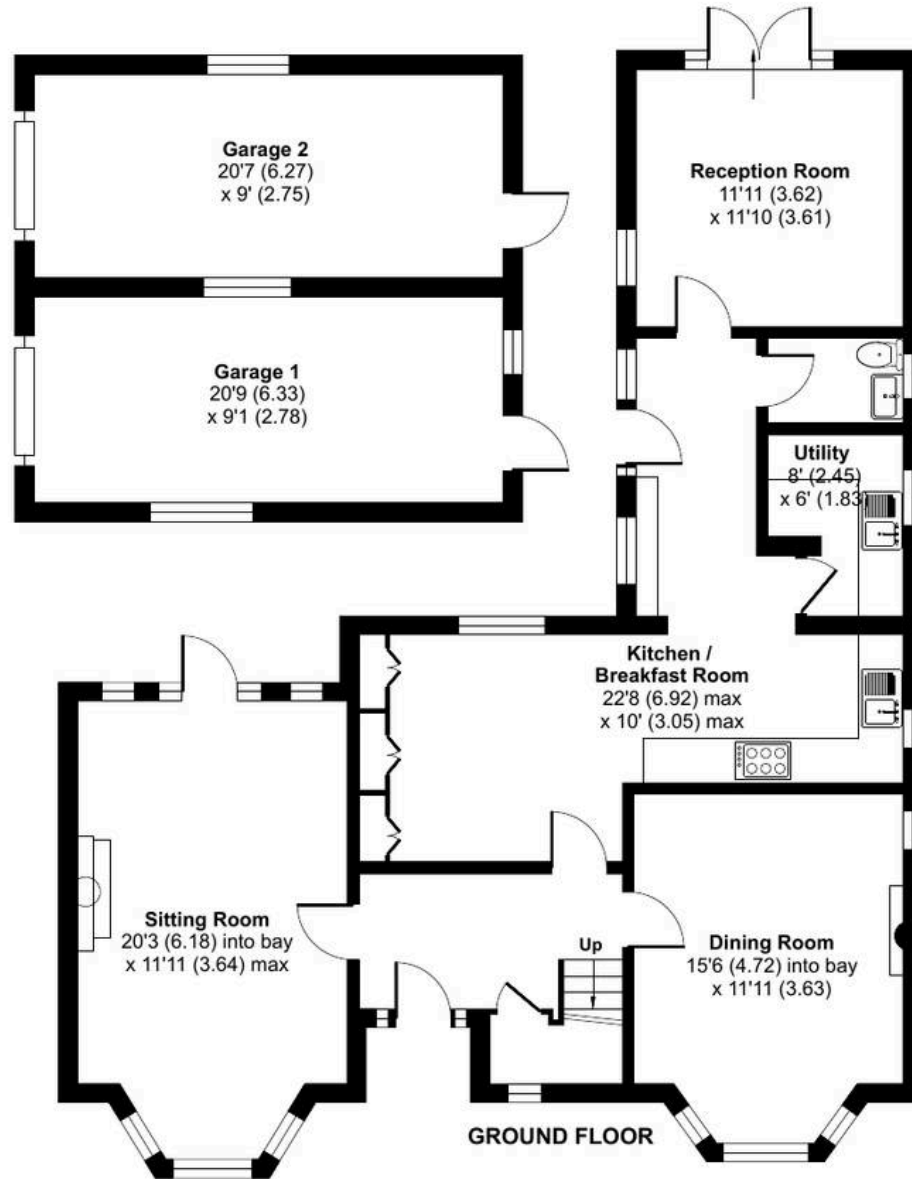 Garage 2
20'7 (6.27)
x 9' (2.75)
Reception Room
11'11 (3.62)
x 11'10 (3.61)
Garage 1
20'9 (6.33)
x 9'1 (2.78)
Utility
8' (2.45)
x 6' (1.83)
Kitchen /
Breakfast Room
22'8 (6.92) max
x 10' (3.05) max
Sitting Room
20'3 (6.18) into bay
x 11'11 (3.64) max
Up
Dining Room
15'6 (4.72) into bay
x 11'11 (3.63)
GROUND FLOOR